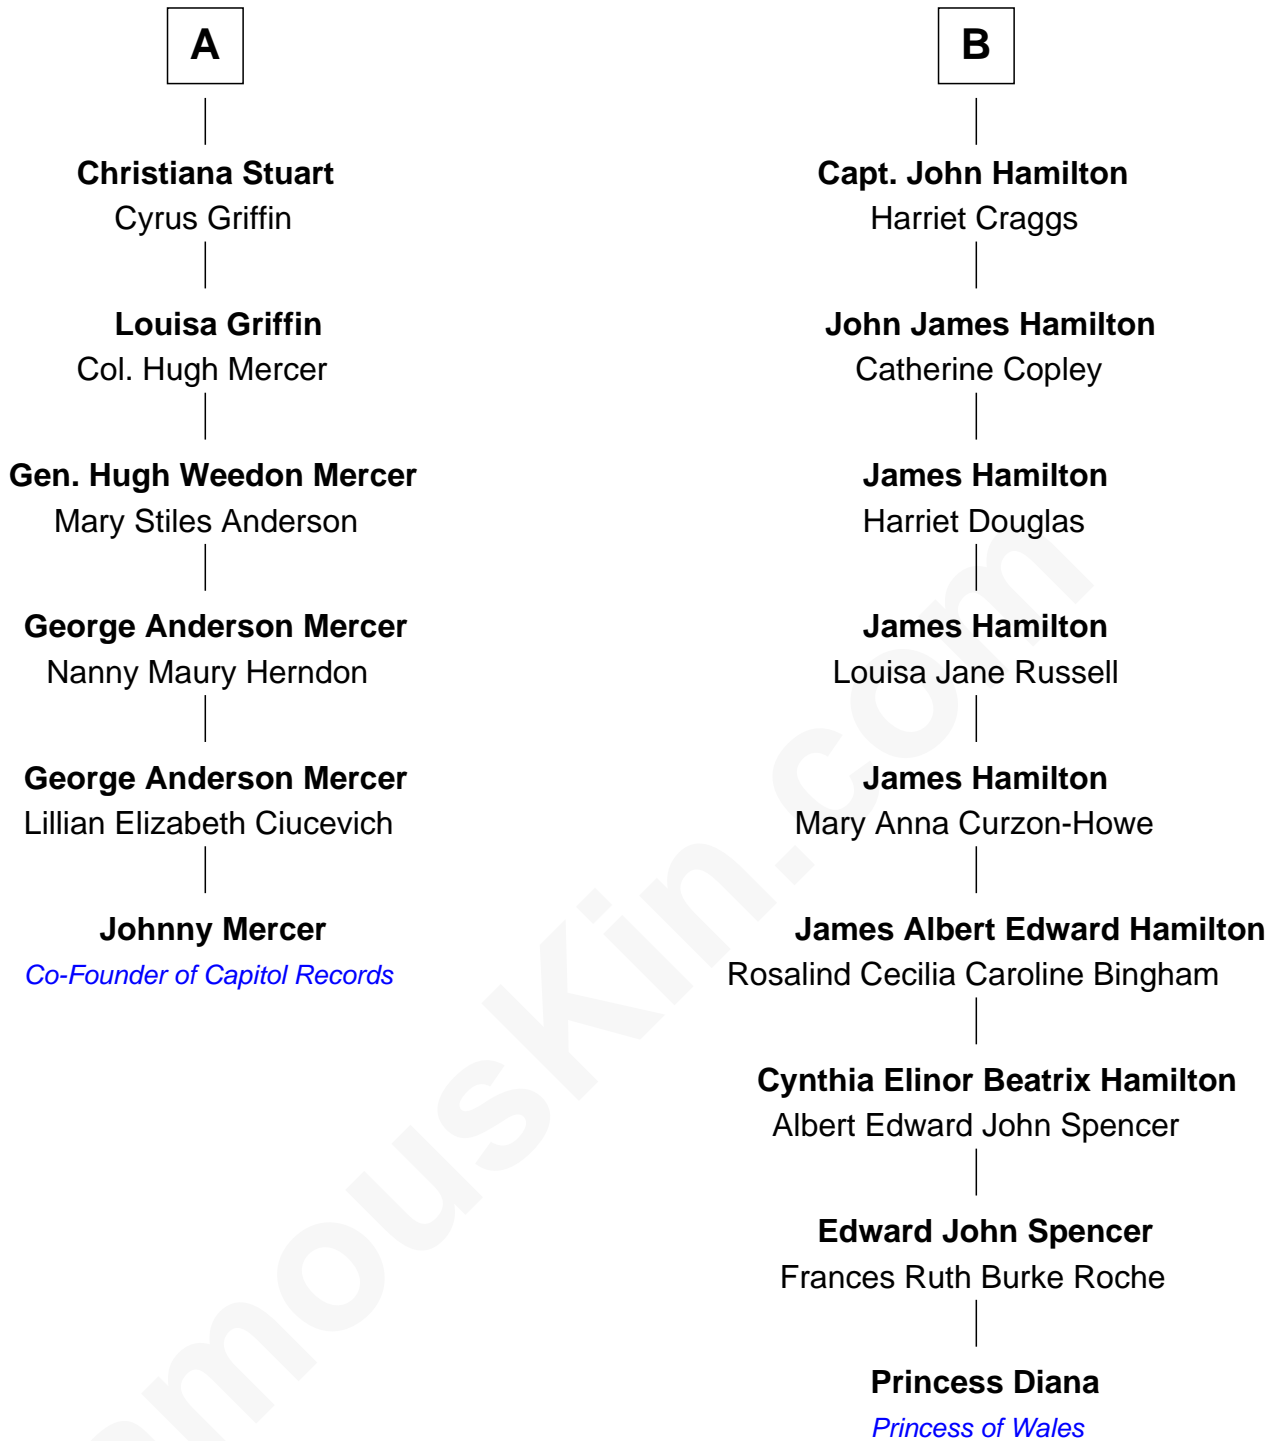 A
Christiana Stuart
Cyrus Griffin
Louisa Griffin
Col. Hugh Mercer
Gen. Hugh Weedon Mercer
Mary Stiles Anderson
George Anderson Mercer
Nanny Maury Herndon
George Anderson Mercer
Lillian Elizabeth Ciucevich
Johnny Mercer
Co-Founder of Capitol Records
B
Capt. John Hamilton
Harriet Craggs
John James Hamilton
Catherine Copley
James Hamilton
Harriet Douglas
James Hamilton
Louisa Jane Russell
James Hamilton
Mary Anna Curzon-Howe
James Albert Edward Hamilton
Rosalind Cecilia Caroline Bingham
Cynthia Elinor Beatrix Hamilton
Albert Edward John Spencer
Edward John Spencer
Frances Ruth Burke Roche
Princess Diana
Princess of Wales
amouskin.com